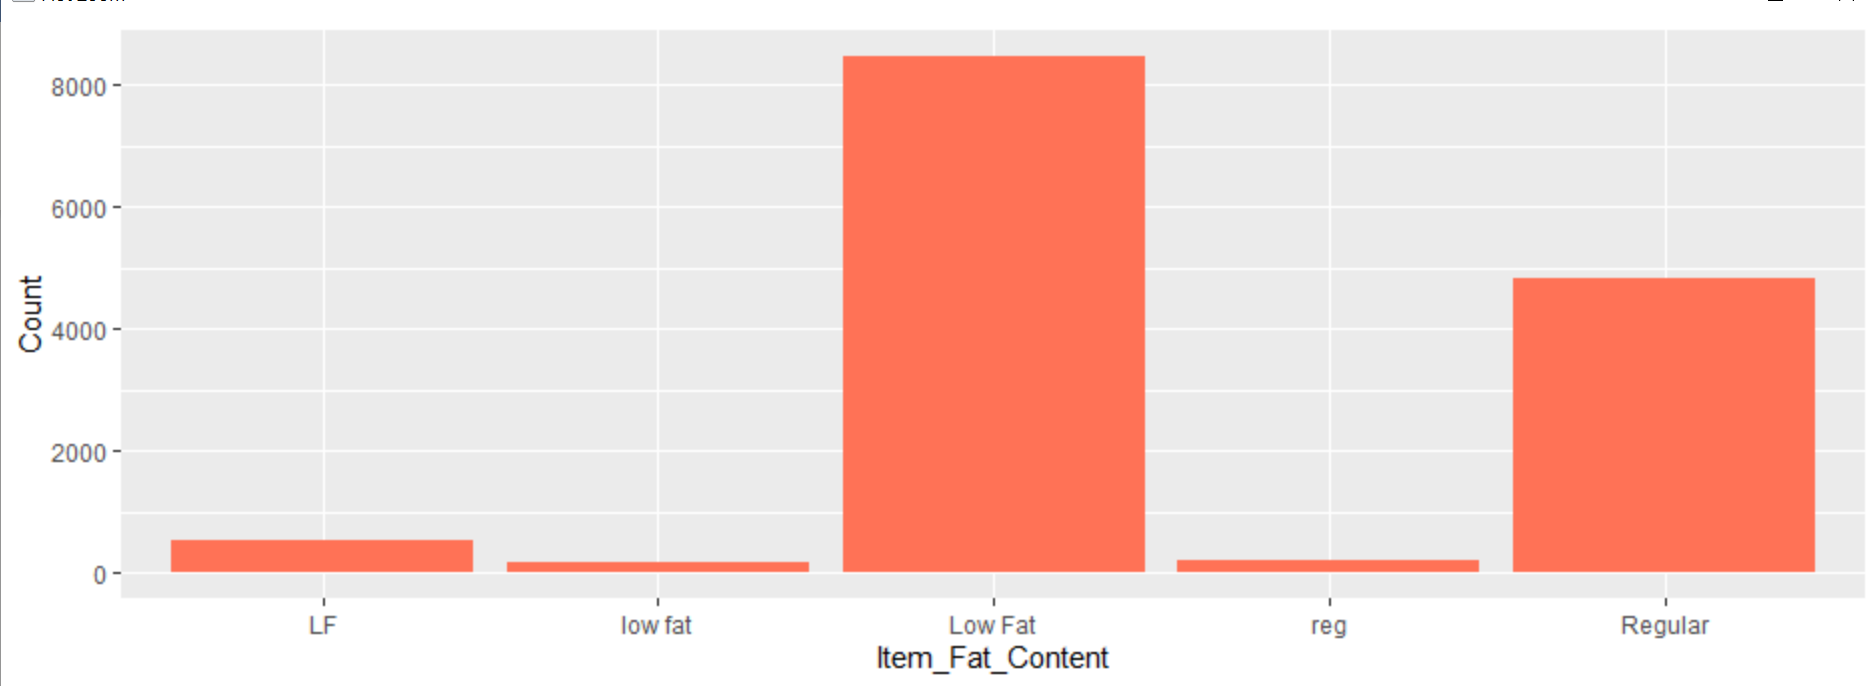 8000
6000
4000
2000
0
Count
LF
low fat
Low Fat
reg
Regular
Item_Fat_Content